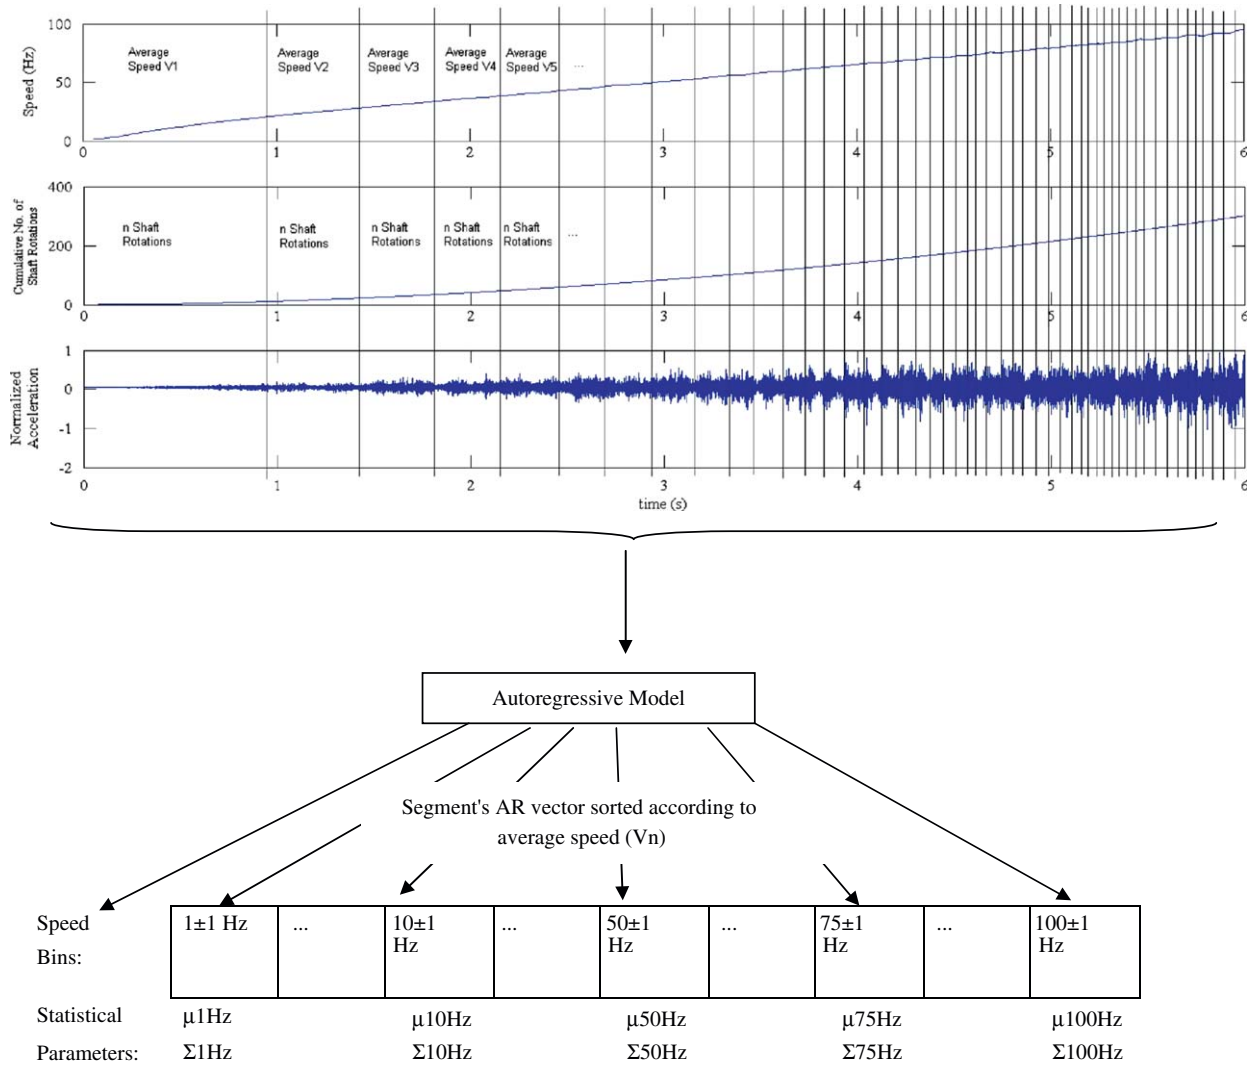 100
50
0
Speed (Hz)
Average Speed V1
Average Speed V2
Average Speed V3
Average Speed V4
Average Speed V5
...
0 1 2 3 4 5 6
400
200
0
Cumulative No. of
Shaft Rotations
n Shaft Rotations
n Shaft Rotations
n Shaft Rotations
n Shaft Rotations
n Shaft Rotations
...
0 1 2 3 4 5 6
1
0
-1
-2
Normalized
Acceleration
0 1 2 3 4 5 6
time (s)
Autoregressive Model
Segment's AR vector sorted according to
average speed (Vn)
Speed
Bins:
1±1 Hz
...
10±1
Hz
...
50±1
Hz
...
75±1
Hz
...
100±1
Hz
Statistical μ1Hz μ10Hz μ50Hz μ75Hz μ100Hz
Parameters: Σ1Hz Σ10Hz Σ50Hz Σ75Hz Σ100Hz